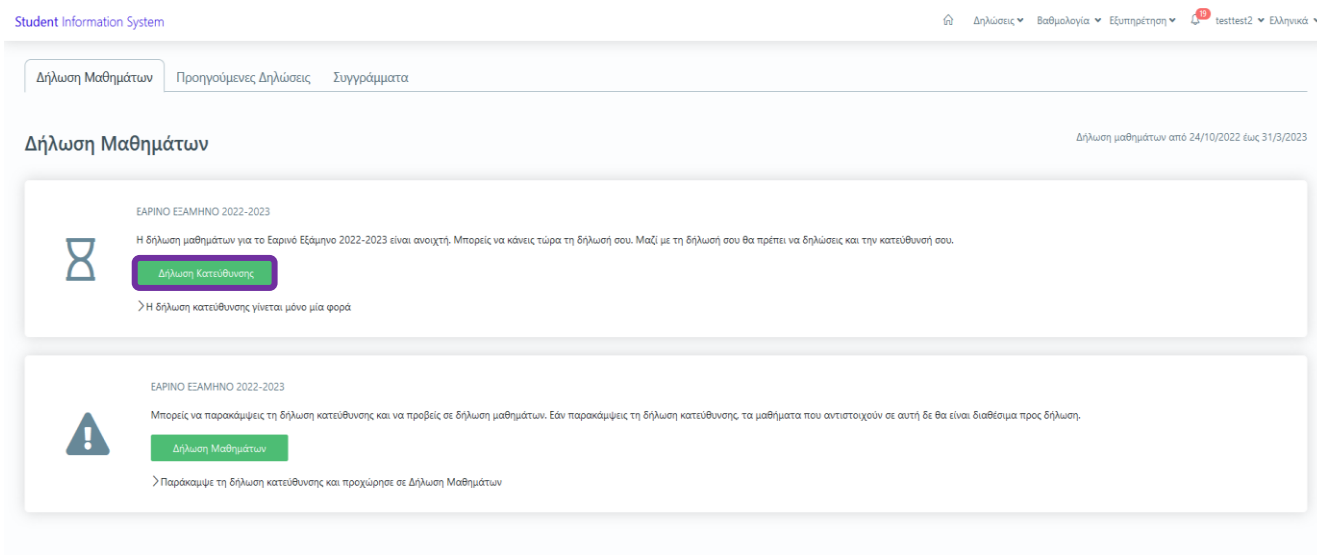 Student Information System
Δηλώσεις Βαθμολογία Εξυπηρέτηση 19 testtest2 Ελληνικά
Δήλωση Μαθημάτων Προηγούμενες Δηλώσεις Συγγράμματα
Δήλωση Μαθημάτων
Δήλωση μαθημάτων από 24/10/2022 έως 31/3/2023
ΕΑΡΙΝΟ ΕΞΑΜΗΝΟ 2022-2023
Η δήλωση μαθημάτων για το Εαρινό Εξάμηνο 2022-2023 είναι ανοιχτή. Μπορείς να κάνεις τώρα τη δήλωσή σου. Μαζί με τη δήλωσή σου θα πρέπει να δηλώσεις και την κατεύθυνσή σου.
Δήλωση Κατεύθυνσης
Η δήλωση κατεύθυνσης γίνεται μόνο μία φορά
ΕΑΡΙΝΟ ΕΞΑΜΗΝΟ 2022-2023
Μπορείς να παρακάμψεις τη δήλωση κατεύθυνσης και να προβείς σε δήλωση μαθημάτων. Εάν παρακάμψεις τη δήλωση κατεύθυνσης, τα μαθήματα που αντιστοιχούν σε αυτή δε θα είναι διαθέσιμα προς δήλωση.
Δήλωση Μαθημάτων
Παράκαμψε τη δήλωση κατεύθυνσης και προχώρησε σε Δήλωση Μαθημάτων